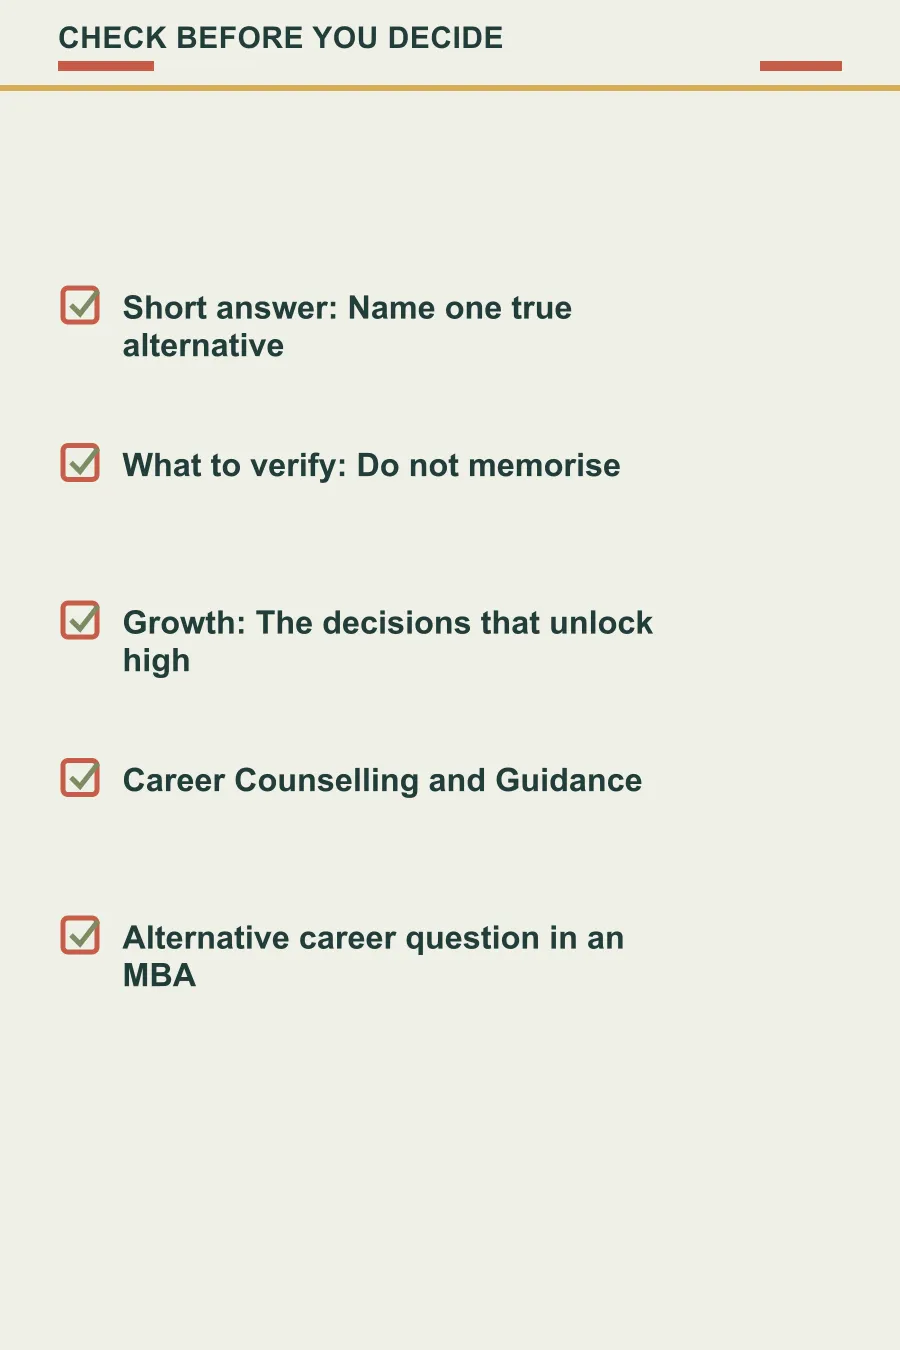 CHECK BEFORE YOU DECIDE
Short answer: Name one true
alternative
What to verify: Do not memorise
Growth: The decisions that unlock
high
Career Counselling and Guidance
Alternative career question in an
MBA